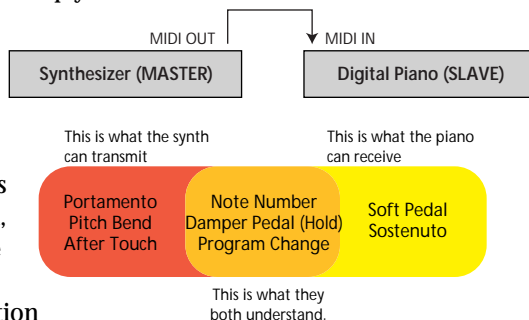 MIDI OUT
MIDI IN
Synthesizer (MASTER)
Digital Piano (SLAVE)
This is what the synth
can transmit
This is what the piano
can receive
Portamento
Pitch Bend
After Touch
Note Number
Damper Pedal (Hold)
Program Change
Soft Pedal
Sostenuto
This is what they
both understand.